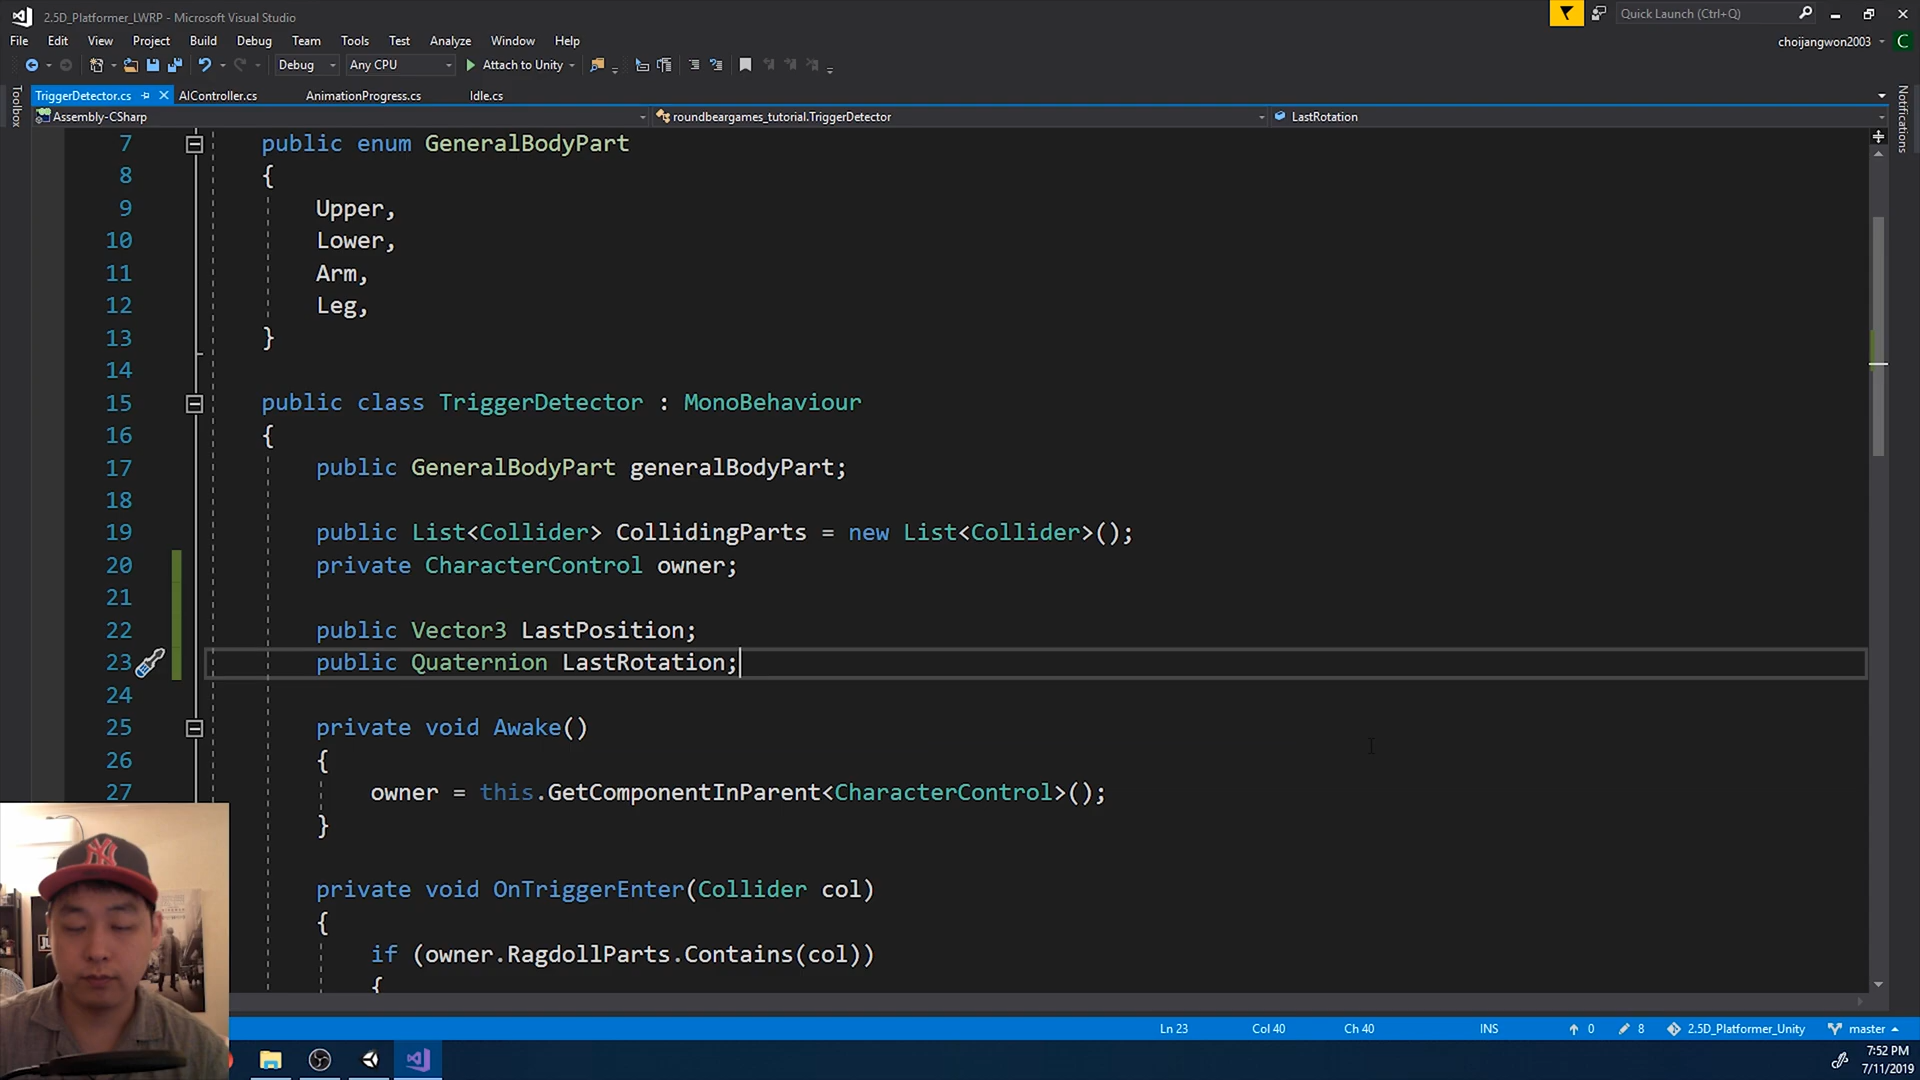 2.5D_Platformer_LWRP - Microsoft Visual Studio
Quick Launch (Ctrl+Q)
File Edit View Project Build Debug Team Tools Test Analyze Window Help
choijangwon2003 C
Debug Any CPU Attach to Unity
TriggerDetector.cs AIController.cs AnimationProgress.cs Idle.cs
Toolbox
Notifications
Assembly-CSharp roundbeargames_tutorial.TriggerDetector LastRotation
7 public enum GeneralBodyPart
8 {
9 Upper,
10 Lower,
11 Arm,
12 Leg,
13 }
14
15 public class TriggerDetector : MonoBehaviour
16 {
17 public GeneralBodyPart generalBodyPart;
18
19 public List<Collider> CollidingParts = new List<Collider>();
20 private CharacterControl owner;
21
22 public Vector3 LastPosition;
23 public Quaternion LastRotation;
24
25 private void Awake()
26 {
27 owner = this.GetComponentInParent<CharacterControl>();
}
private void OnTriggerEnter(Collider col)
{
if (owner.RagdollParts.Contains(col))
{
Ln 23 Col 40 Ch 40 INS 0 8 2.5D_Platformer_Unity master
7:52 PM
7/11/2019